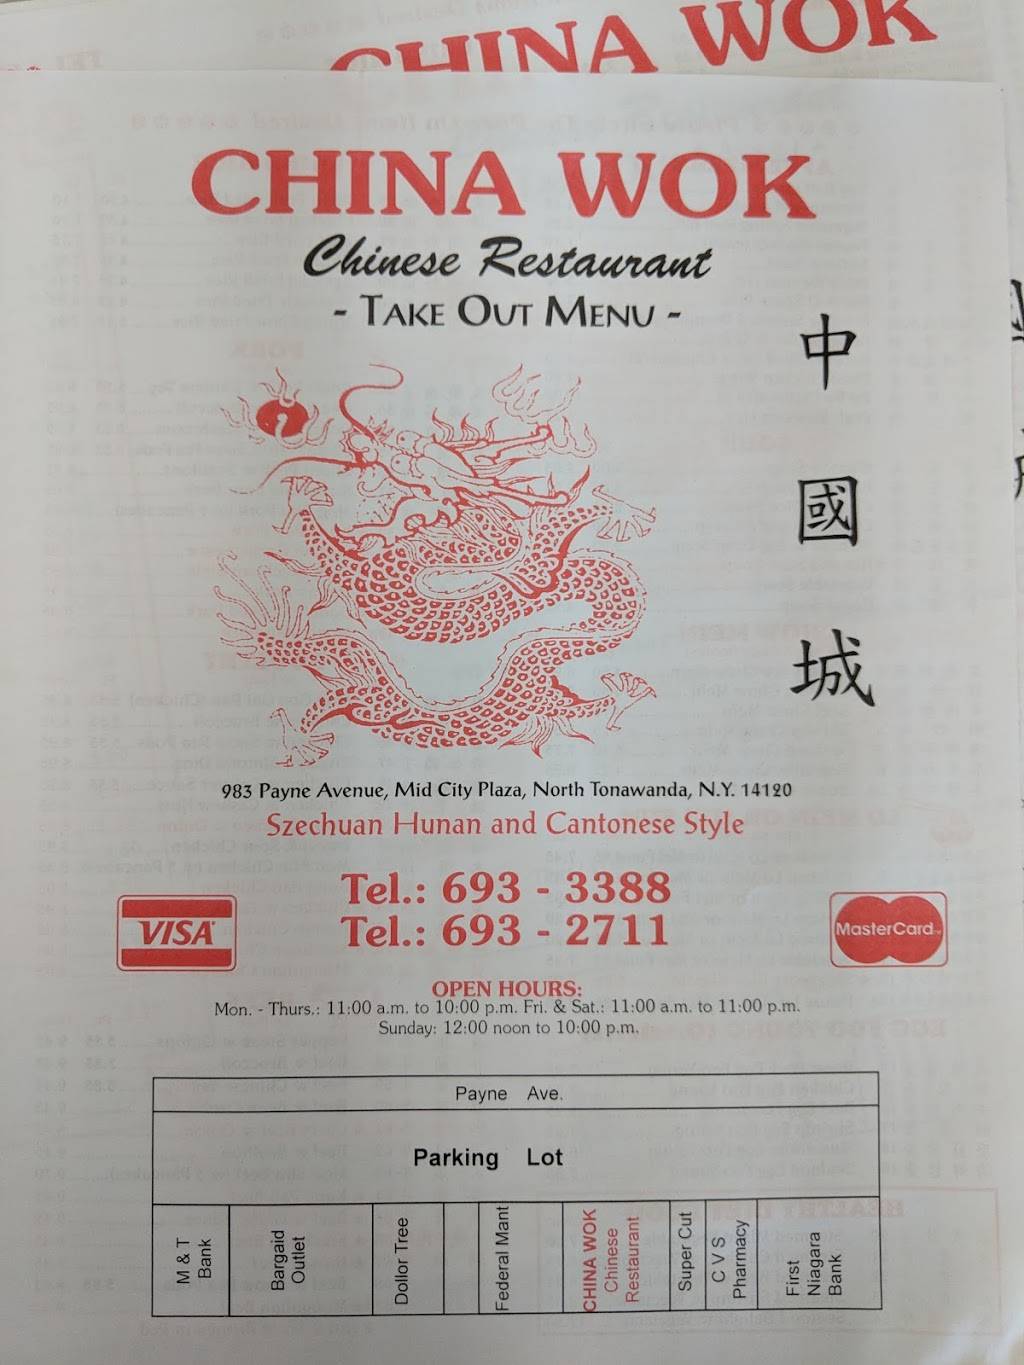 CHINA WOK
CHINA WOK
Chinese Restaurant
- TAKE OUT MENU -
中
國
城
983 Payne Avenue, Mid City Plaza, North Tonawanda, N.Y. 14120
Szechuan Hunan and Cantonese Style
Tel.: 693 - 3388
Tel.: 693 - 2711
VISA
MasterCard
OPEN HOURS:
Mon. - Thurs.: 11:00 a.m. to 10:00 p.m. Fri. & Sat.: 11:00 a.m. to 11:00 p.m.
Sunday: 12:00 noon to 10:00 p.m.
Payne Ave.
Parking Lot
M & T
Bank
Bargaid
Outlet
Dollor Tree
Federal Mant
CHINA WOK
Chinese
Restaurant
Super Cut
C V S
Pharmacy
First
Niagara
Bank